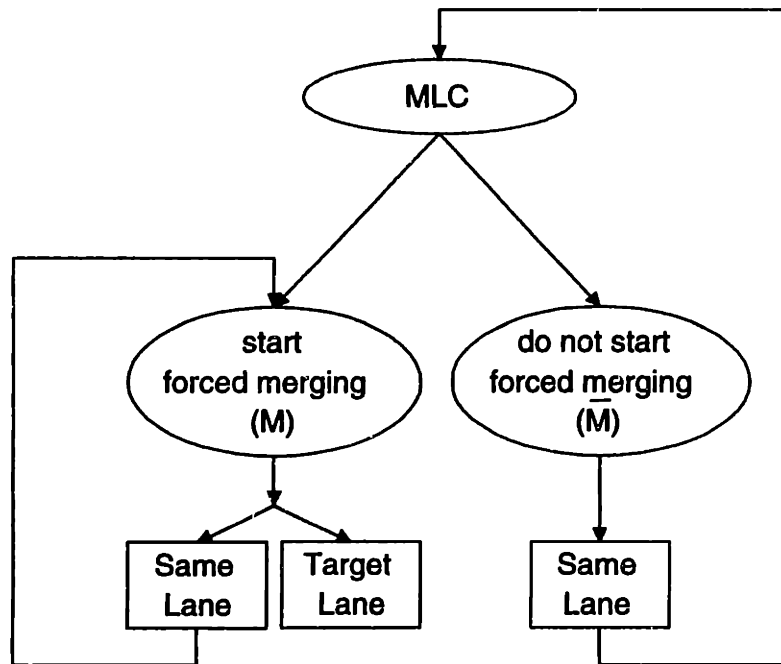 MLC
start
forced merging
(M)
do not start
forced merging
(M̅)
Same
Lane
Target
Lane
Same
Lane